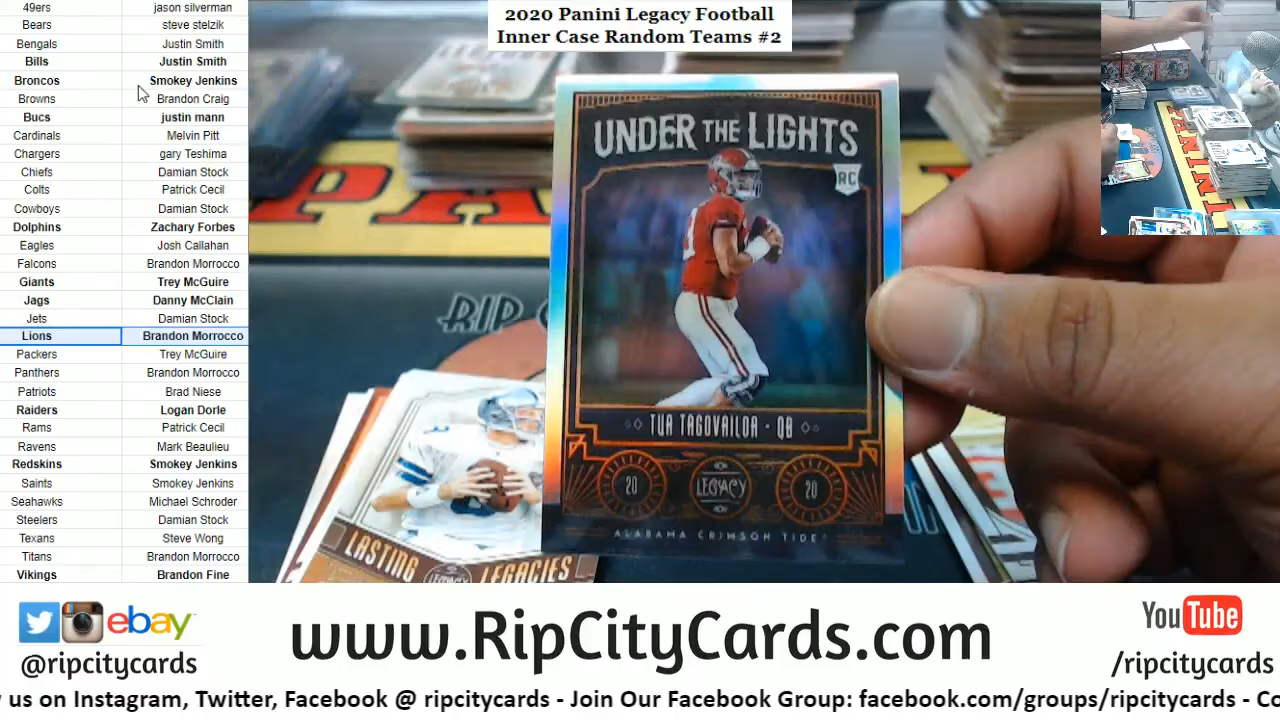 2020 Panini Legacy Football
Inner Case Random Teams #2
49ers jason silverman
Bears steve stelzik
Bengals Justin Smith
Bills Justin Smith
Broncos Smokey Jenkins
Browns Brandon Craig
Bucs justin mann
Cardinals Melvin Pitt
Chargers gary Teshima
Chiefs Damian Stock
Colts Patrick Cecil
Cowboys Damian Stock
Dolphins Zachary Forbes
Eagles Josh Callahan
Falcons Brandon Morrocco
Giants Trey McGuire
Jags Danny McClain
Jets Damian Stock
Lions Brandon Morrocco
Packers Trey McGuire
Panthers Brandon Morrocco
Patriots Brad Niese
Raiders Logan Dorle
Rams Patrick Cecil
Ravens Mark Beaulieu
Redskins Smokey Jenkins
Saints Smokey Jenkins
Seahawks Michael Schroder
Steelers Damian Stock
Texans Steve Wong
Titans Brandon Morrocco
Vikings Brandon Fine
UNDER THE LIGHTS
RC
TUA TAGOVAILOA - QB
20 LEGACY 20
ALABAMA CRIMSON TIDE
RIP
LASTING LEGACIES
ebay
@ripcitycards
www.RipCityCards.com
YouTube
/ripcitycards
us on Instagram, Twitter, Facebook @ ripcitycards - Join Our Facebook Group: facebook.com/groups/ripcitycards -